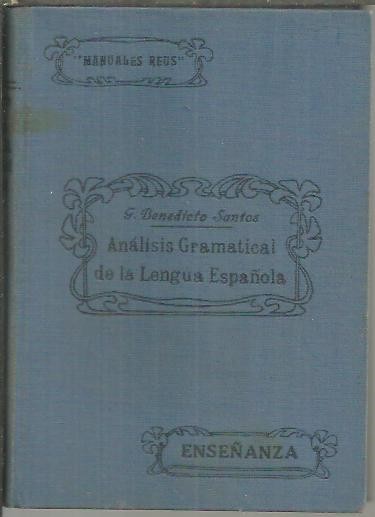 "MANUALES REUS"
G. Benedicto Santos
Análisis Gramatical
de la Lengua Española
ENSEÑANZA